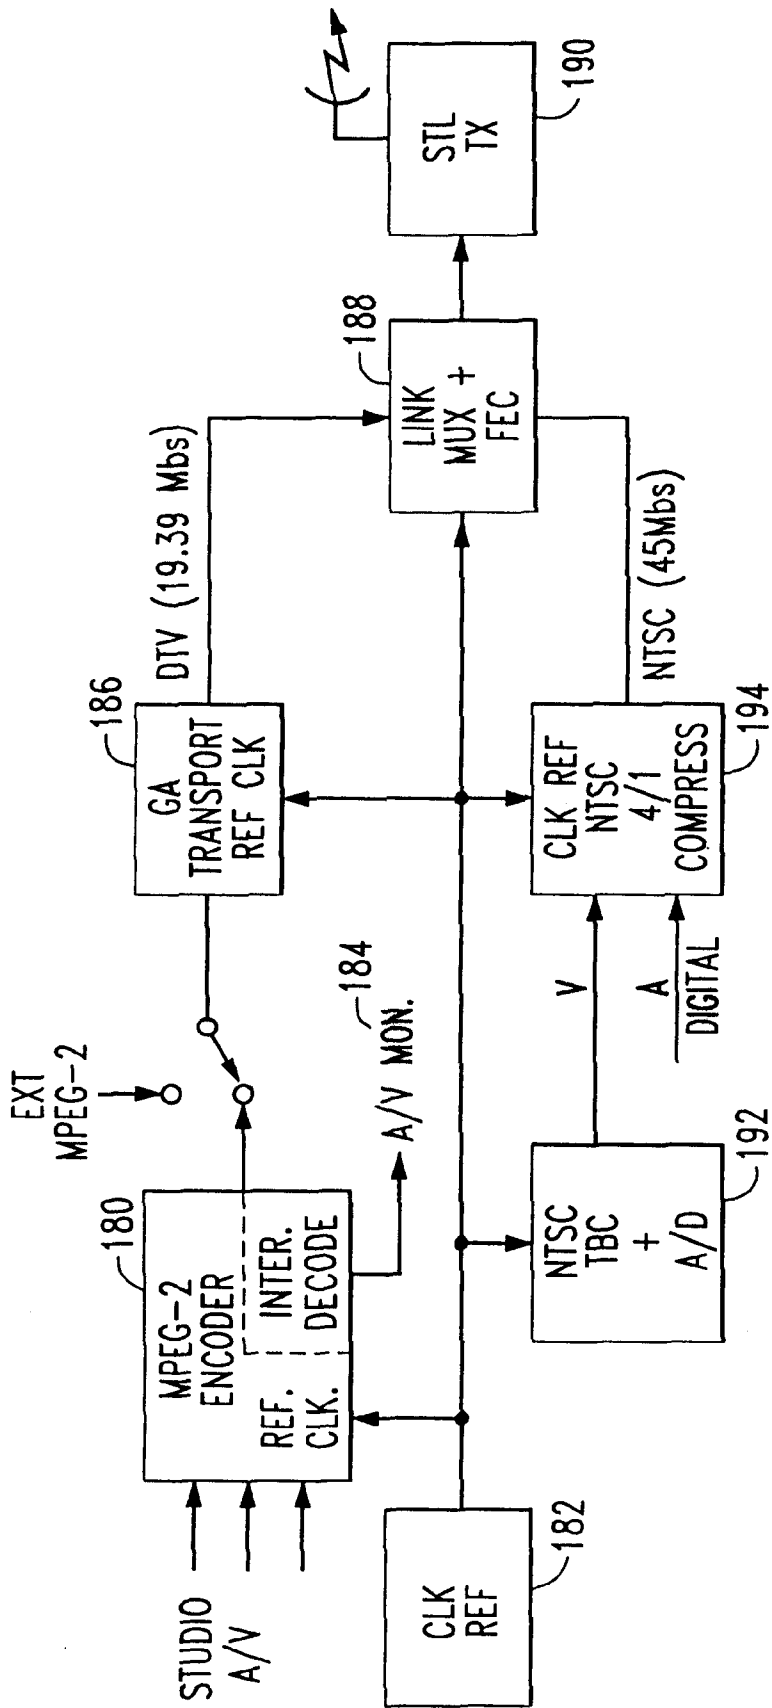 STUDIO
A/V
MPEG-2
ENCODER
REF.
CLK.
INTER.
DECODE
180
EXT
MPEG-2
A/V MON.
184
GA
TRANSPORT
REF CLK
186
DTV (19.39 Mbs)
CLK
REF
182
LINK
MUX +
FEC
188
STL
TX
190
NTSC
TBC
+
A/D
192
V
A
DIGITAL
CLK REF
NTSC
4/1
COMPRESS
194
NTSC (45Mbs)